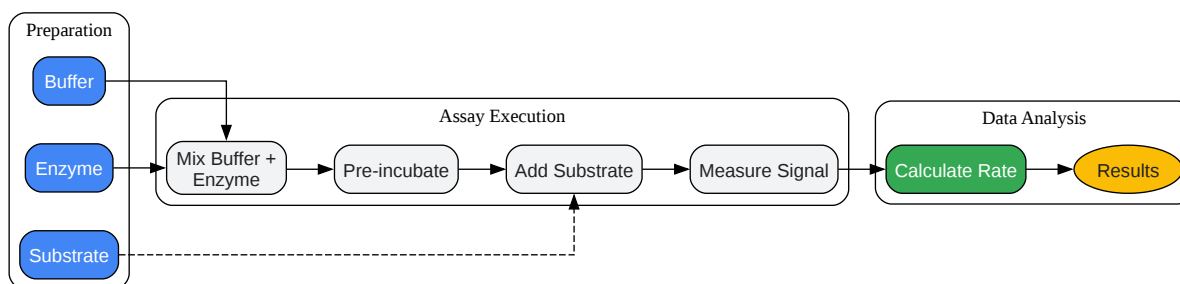 Preparation
Buffer
Enzyme
Substrate
Assay Execution
Mix Buffer +
Enzyme
Pre-incubate
Add Substrate
Measure Signal
Data Analysis
Calculate Rate
Results